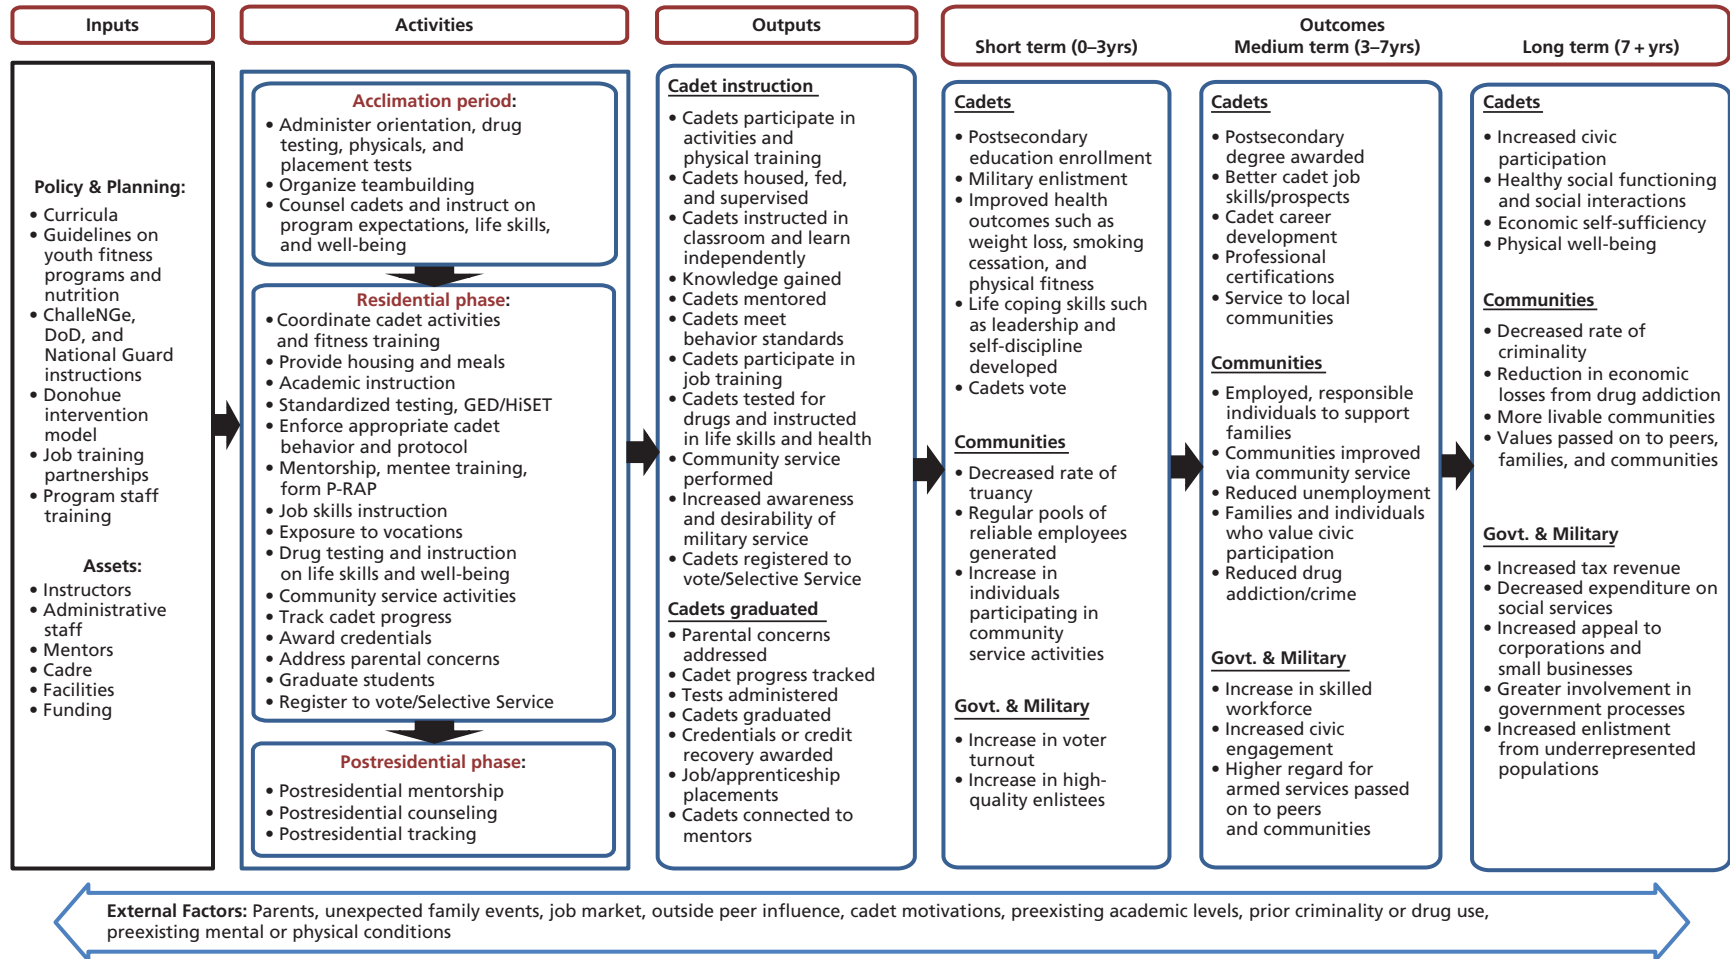 Inputs
Activities
Outputs
Outcomes
Short term (0–3yrs)
Medium term (3–7yrs)
Long term (7 + yrs)
Policy & Planning:
• Curricula
• Guidelines on
youth fitness
programs and
nutrition
• ChalleNGe,
DoD, and
National Guard
instructions
• Donohue
intervention
model
• Job training
partnerships
• Program staff
training
Assets:
• Instructors
• Administrative
staff
• Mentors
• Cadre
• Facilities
• Funding
Acclimation period:
• Administer orientation, drug
testing, physicals, and
placement tests
• Organize teambuilding
• Counsel cadets and instruct on
program expectations, life skills,
and well-being
Residential phase:
• Coordinate cadet activities
and fitness training
• Provide housing and meals
• Academic instruction
• Standardized testing, GED/HiSET
• Enforce appropriate cadet
behavior and protocol
• Mentorship, mentee training,
form P-RAP
• Job skills instruction
• Exposure to vocations
• Drug testing and instruction
on life skills and well-being
• Community service activities
• Track cadet progress
• Award credentials
• Address parental concerns
• Graduate students
• Register to vote/Selective Service
Postresidential phase:
• Postresidential mentorship
• Postresidential counseling
• Postresidential tracking
Cadet instruction
• Cadets participate in
activities and
physical training
• Cadets housed, fed,
and supervised
• Cadets instructed in
classroom and learn
independently
• Knowledge gained
• Cadets mentored
• Cadets meet
behavior standards
• Cadets participate in
job training
• Cadets tested for
drugs and instructed
in life skills and health
• Community service
performed
• Increased awareness
and desirability of
military service
• Cadets registered to
vote/Selective Service
Cadets graduated
• Parental concerns
addressed
• Cadet progress tracked
• Tests administered
• Cadets graduated
• Credentials or credit
recovery awarded
• Job/apprenticeship
placements
• Cadets connected to
mentors
Cadets
• Postsecondary
education enrollment
• Military enlistment
• Improved health
outcomes such as
weight loss, smoking
cessation, and
physical fitness
• Life coping skills such
as leadership and
self-discipline
developed
• Cadets vote
Communities
• Decreased rate of
truancy
• Regular pools of
reliable employees
generated
• Increase in
individuals
participating in
community
service activities
Govt. & Military
• Increase in voter
turnout
• Increase in high-
quality enlistees
Cadets
• Postsecondary
degree awarded
• Better cadet job
skills/prospects
• Cadet career
development
• Professional
certifications
• Service to local
communities
Communities
• Employed, responsible
individuals to support
families
• Communities improved
via community service
• Reduced unemployment
• Families and individuals
who value civic
participation
• Reduced drug
addiction/crime
Govt. & Military
• Increase in skilled
workforce
• Increased civic
engagement
• Higher regard for
armed services passed
on to peers
and communities
Cadets
• Increased civic
participation
• Healthy social functioning
and social interactions
• Economic self-sufficiency
• Physical well-being
Communities
• Decreased rate of
criminality
• Reduction in economic
losses from drug addiction
• More livable communities
• Values passed on to peers,
families, and communities
Govt. & Military
• Increased tax revenue
• Decreased expenditure on
social services
• Increased appeal to
corporations and
small businesses
• Greater involvement in
government processes
• Increased enlistment
from underrepresented
populations
External Factors: Parents, unexpected family events, job market, outside peer influence, cadet motivations, preexisting academic levels, prior criminality or drug use,
preexisting mental or physical conditions